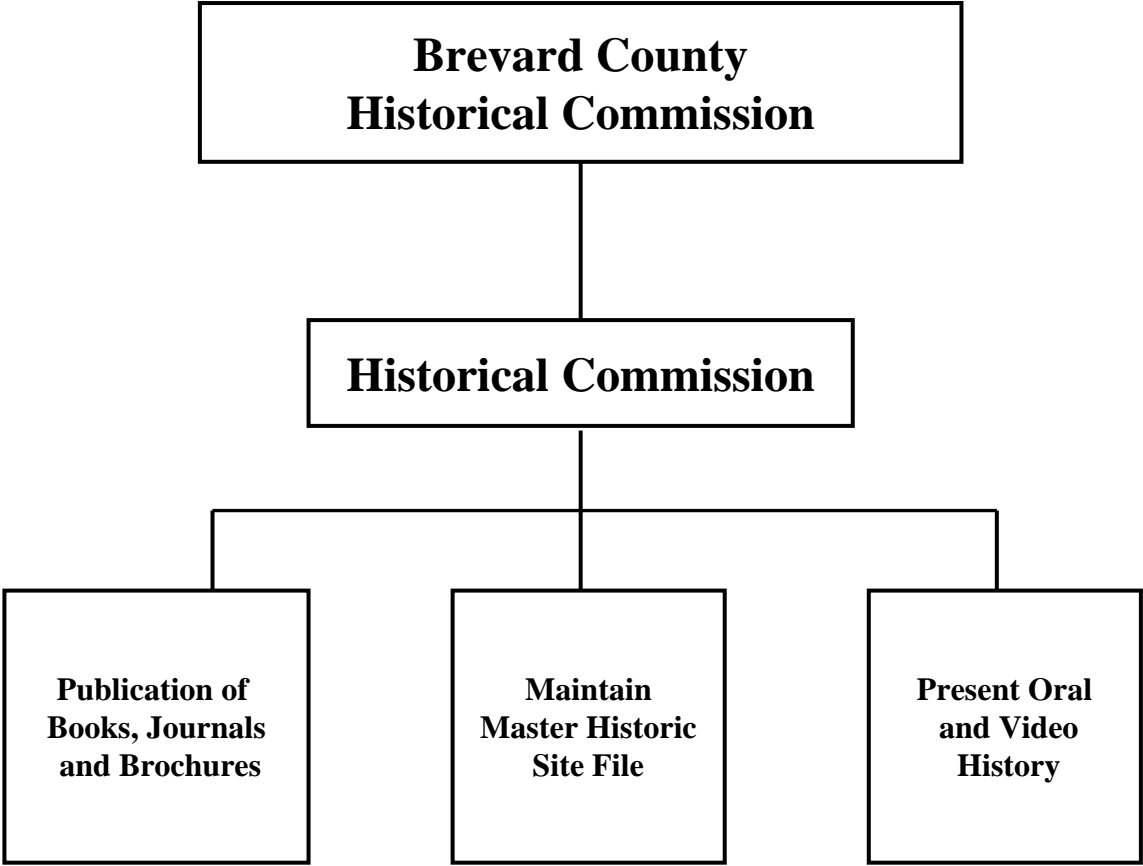 Brevard County
Historical Commission
Historical Commission
Publication of
Books, Journals
and Brochures
Maintain
Master Historic
Site File
Present Oral
and Video
History